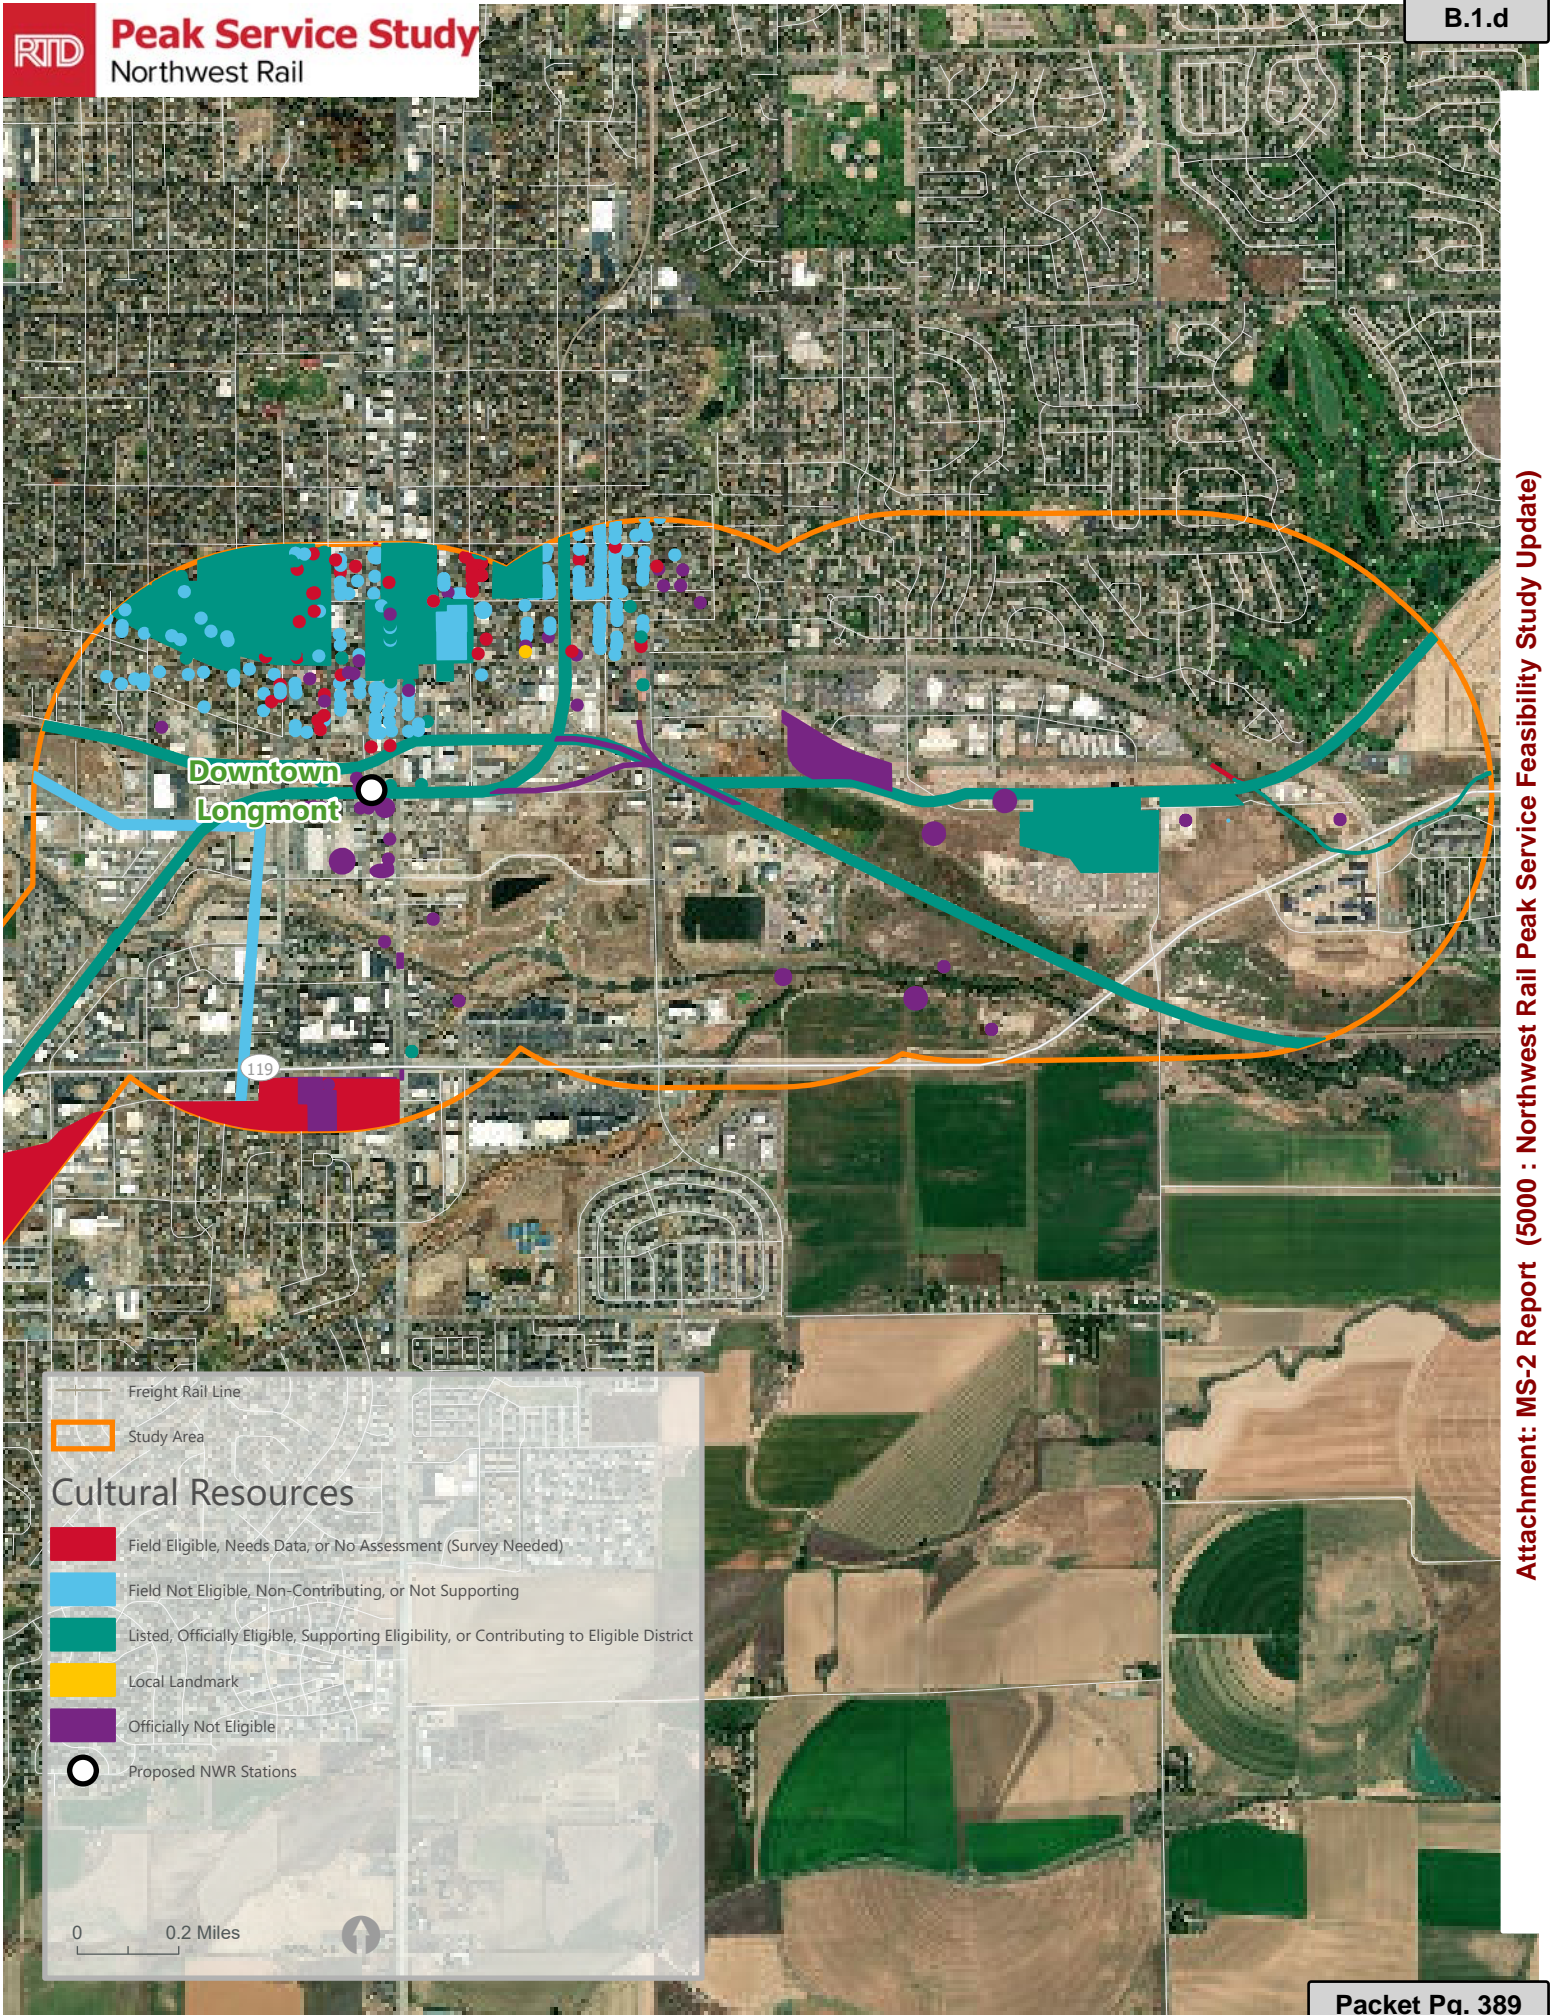 B.1.d
RTD
Peak Service Study
Northwest Rail
Downtown
Longmont
119
Freight Rail Line
Study Area
Cultural Resources
Field Eligible, Needs Data, or No Assessment (Survey Needed)
Field Not Eligible, Non-Contributing, or Not Supporting
Listed, Officially Eligible, Supporting Eligibility, or Contributing to Eligible District
Local Landmark
Officially Not Eligible
Proposed NWR Stations
0 0.2 Miles
Attachment: MS-2 Report (5000 : Northwest Rail Peak Service Feasibility Study Update)
Packet Pg. 389